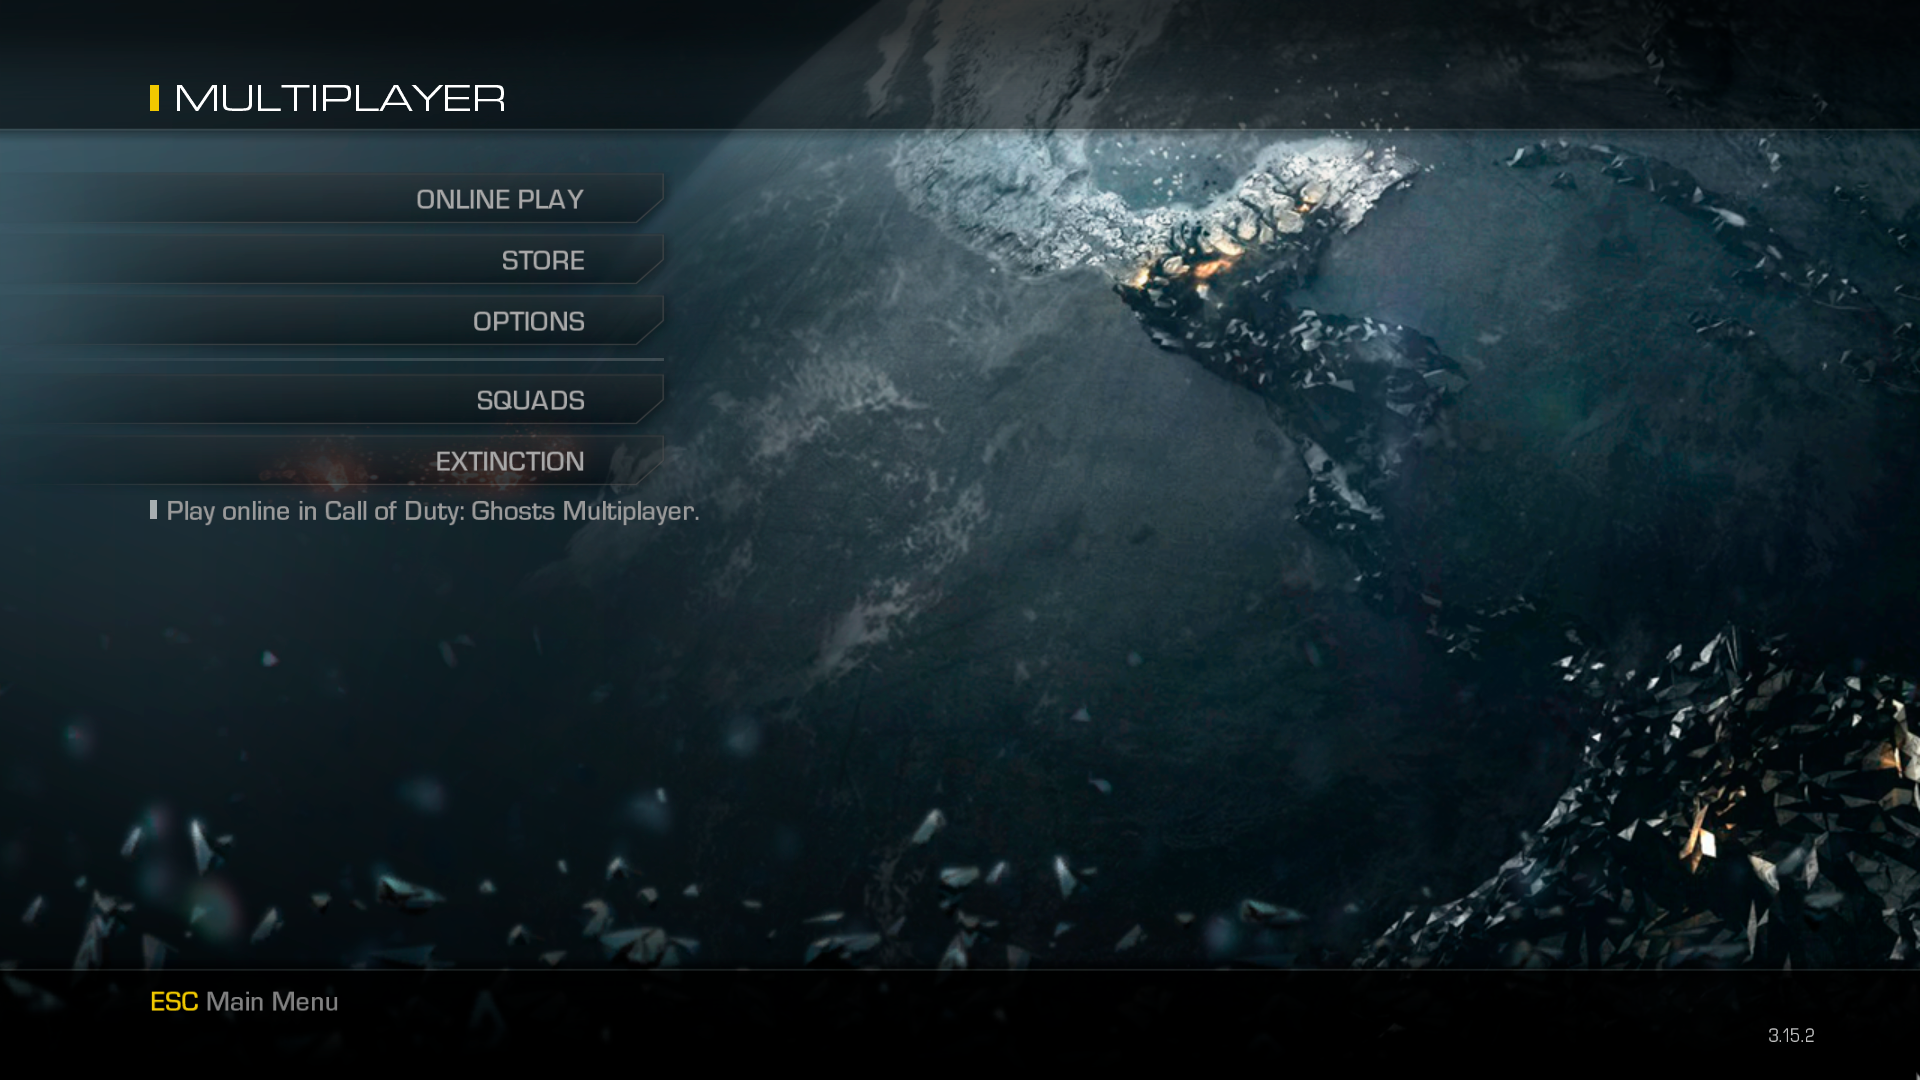 MULTIPLAYER
ONLINE PLAY
STORE
OPTIONS
SQUADS
EXTINCTION
Play online in Call of Duty: Ghosts Multiplayer.
ESC Main Menu
3.15.2